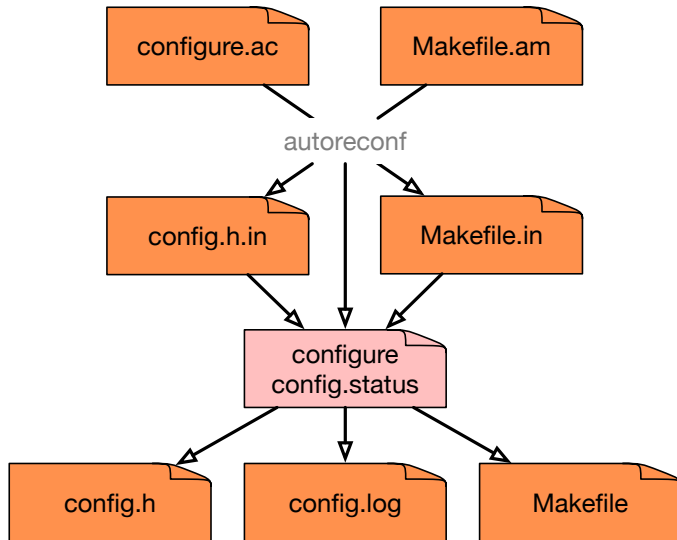 configure.ac
Makefile.am
autoreconf
config.h.in
Makefile.in
configure
config.status
config.h
config.log
Makefile